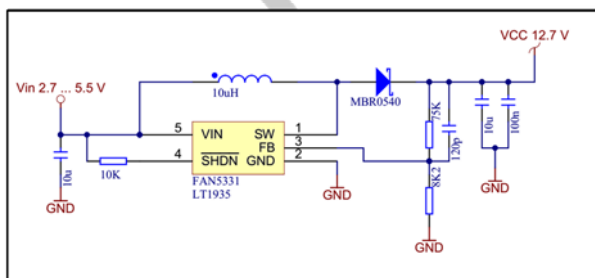 VCC 12.7 V
Vin 2.7 ... 5.5 V
10uH
MBR0540
5 VIN SW 1
FB 3
4 SHDN GND 2
10u
10K
FAN5331
LT1935
75K
120p
10u
100n
8K2
GND
GND
GND
GND